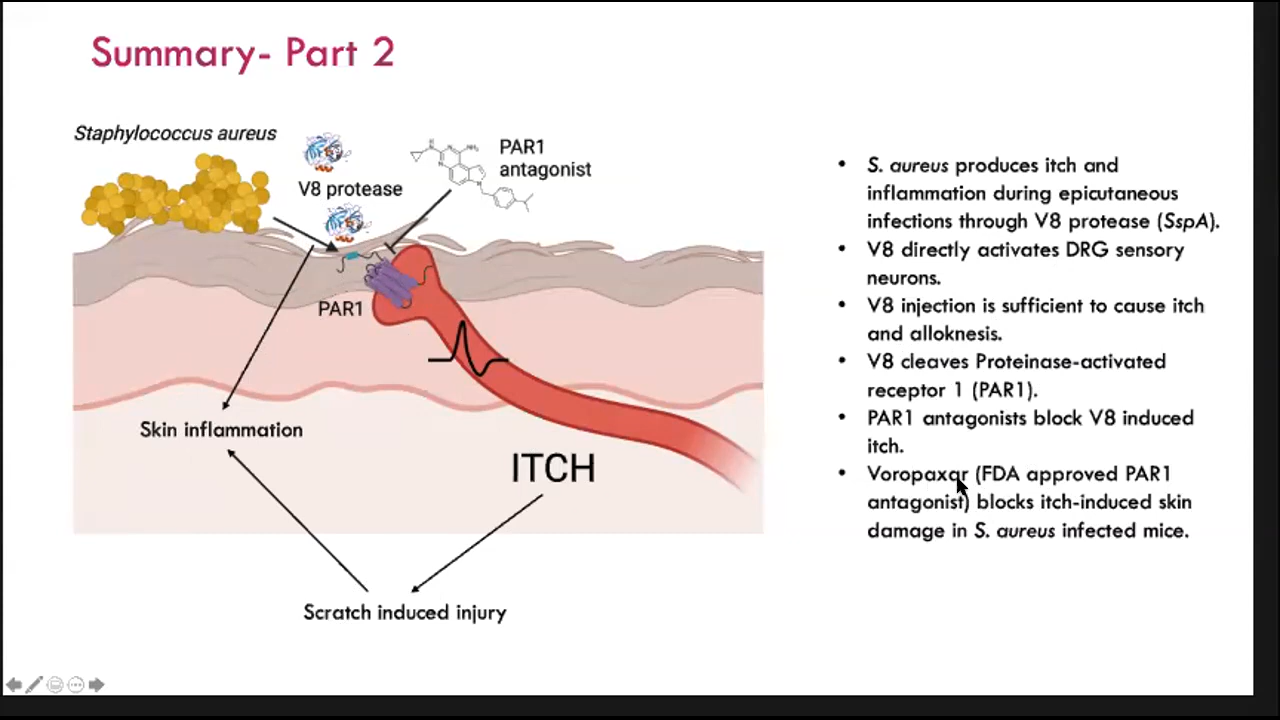 Summary- Part 2
Staphylococcus aureus
V8 protease
PAR1
antagonist
PAR1
Skin inflammation
ITCH
Scratch induced injury
• S. aureus produces itch and
inflammation during epicutaneous
infections through V8 protease (SspA).
• V8 directly activates DRG sensory
neurons.
• V8 injection is sufficient to cause itch
and alloknesis.
• V8 cleaves Proteinase-activated
receptor 1 (PAR1).
• PAR1 antagonists block V8 induced
itch.
• Voropaxar (FDA approved PAR1
antagonist) blocks itch-induced skin
damage in S. aureus infected mice.